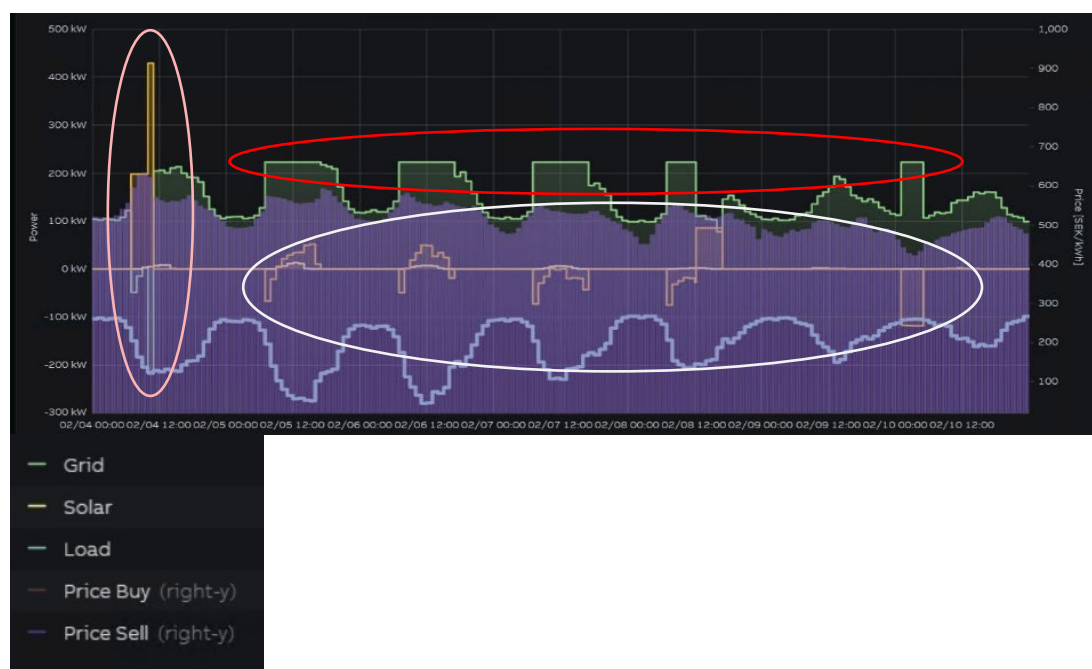 500 kW
400 kW
300 kW
200 kW
100 kW
0 kW
-100 kW
-200 kW
-300 kW
Power
1,000
900
800
700
600
500
400
300
200
100
Price [SEK/kWh]
02/04 00:00 02/04 12:00 02/05 00:00 02/05 12:00 02/06 00:00 02/06 12:00 02/07 00:00 02/07 12:00 02/08 00:00 02/08 12:00 02/09 00:00 02/09 12:00 02/10 00:00 02/10 12:00
Grid
Solar
Load
Price Buy (right-y)
Price Sell (right-y)